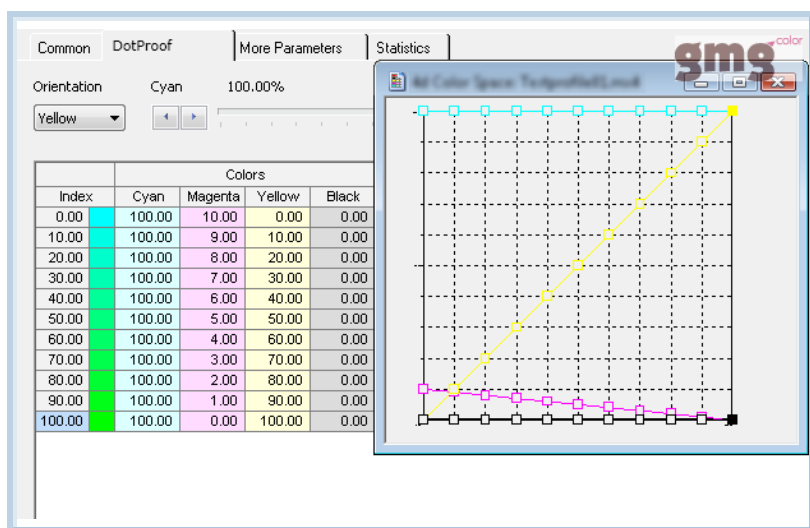 Common DotProof More Parameters Statistics
gmg color
Orientation Cyan 100.00%
Yellow
Colors
Index Cyan Magenta Yellow Black
0.00 100.00 10.00 0.00 0.00
10.00 100.00 9.00 10.00 0.00
20.00 100.00 8.00 20.00 0.00
30.00 100.00 7.00 30.00 0.00
40.00 100.00 6.00 40.00 0.00
50.00 100.00 5.00 50.00 0.00
60.00 100.00 4.00 60.00 0.00
70.00 100.00 3.00 70.00 0.00
80.00 100.00 2.00 80.00 0.00
90.00 100.00 1.00 90.00 0.00
100.00 100.00 0.00 100.00 0.00